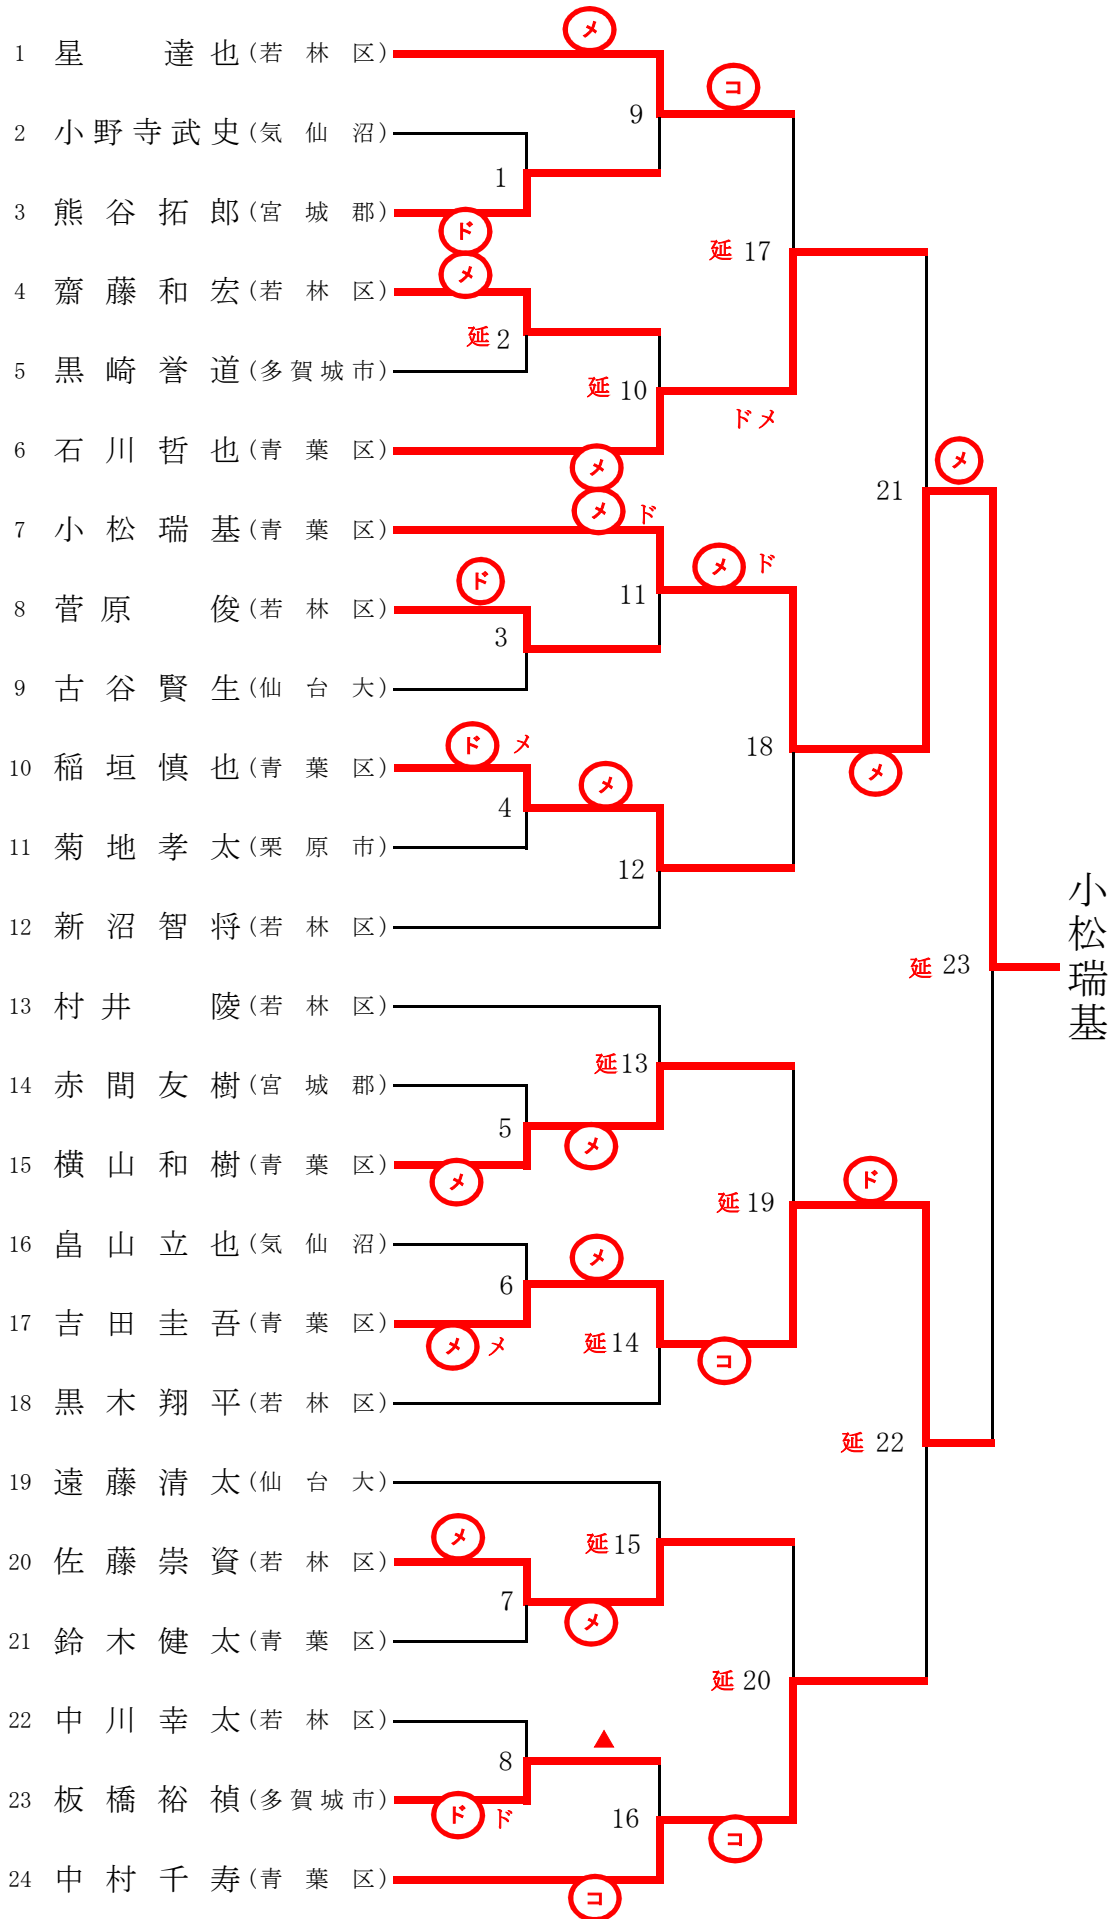 メ
1 星 達也(若林区)
コ
9
2 小野寺武史(気仙沼)
1
3 熊谷拓郎(宮城郡)
ド
延 17
メ
4 齋藤和宏(若林区)
延 2
5 黒崎誉道(多賀城市)
延 10
ドメ
6 石川哲也(青葉区)
メ
メ
21
メ ド
7 小松瑞基(青葉区)
メ ド
ド
11
8 菅原 俊(若林区)
3
9 古谷賢生(仙台大)
ド メ
18
10 稲垣慎也(青葉区)
メ
メ
4
11 菊地孝太(栗原市)
12
12 新沼智将(若林区)
小松瑞基
延 23
13 村井 陵(若林区)
延13
14 赤間友樹(宮城郡)
5
メ
15 横山和樹(青葉区)
メ
ド
延 19
16 畠山立也(気仙沼)
メ
6
17 吉田圭吾(青葉区)
メ メ
延14
コ
18 黒木翔平(若林区)
延 22
19 遠藤清太(仙台大)
メ
延15
20 佐藤崇資(若林区)
7
メ
21 鈴木健太(青葉区)
延 20
22 中川幸太(若林区)
▲
8
23 板橋裕禎(多賀城市)
ド ド
16
コ
24 中村千寿(青葉区)
コ